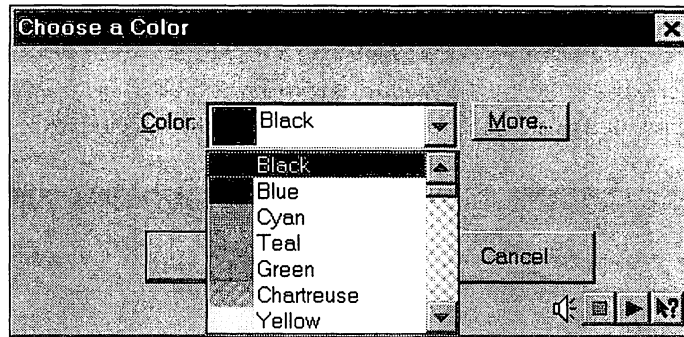 Choose a Color
Color: Black More...
Black
Blue
Cyan
Teal
Green
Cancel
Chartreuse
Yellow